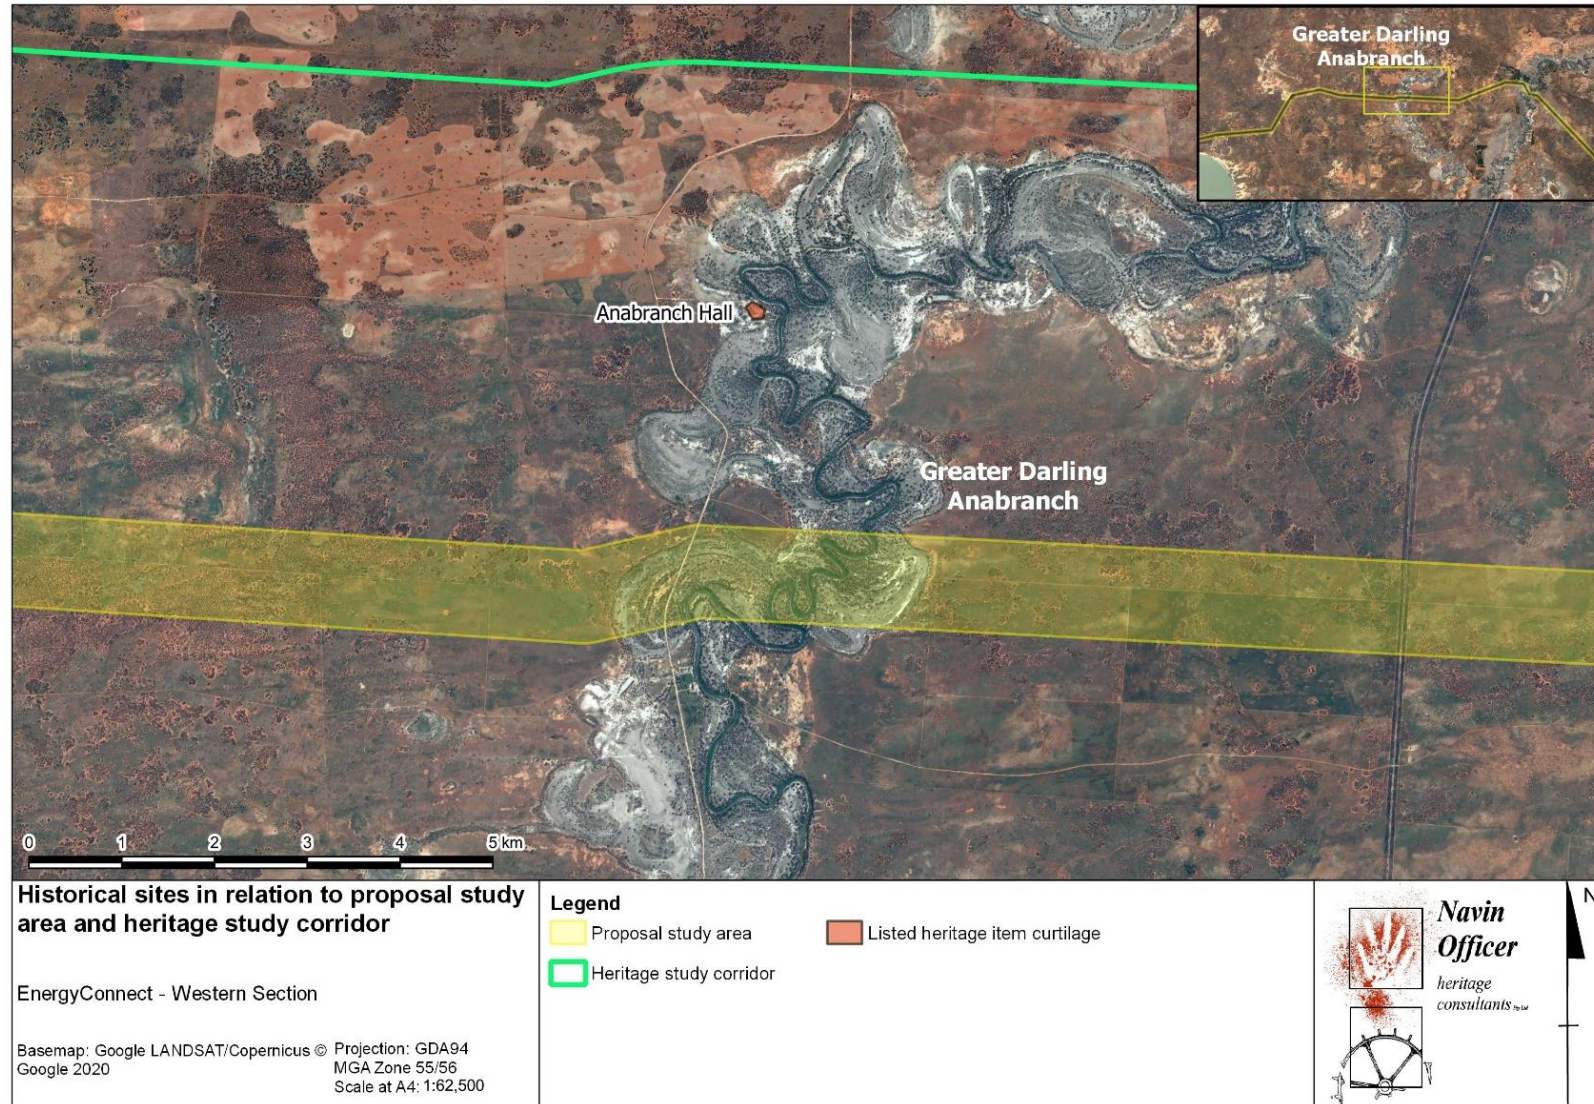 Greater Darling
Anabranch
Anabranch Hall
Greater Darling
Anabranch
0 1 2 3 4 5 km
Historical sites in relation to proposal study
area and heritage study corridor
EnergyConnect - Western Section
Basemap: Google LANDSAT/Copernicus ©
Google 2020
Projection: GDA94
MGA Zone 55/56
Scale at A4: 1:62,500
Legend
Proposal study area
Listed heritage item curtilage
Heritage study corridor
Navin
Officer
heritage
consultants
N